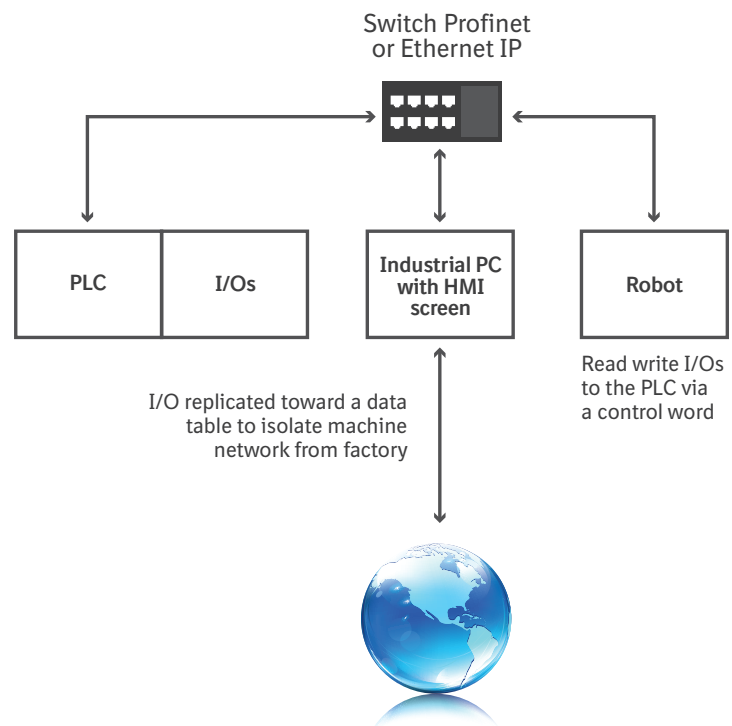 Switch Profinet
or Ethernet IP
PLC
I/Os
Industrial PC
with HMI
screen
Robot
Read write I/Os
to the PLC via
a control word
I/O replicated toward a data
table to isolate machine
network from factory